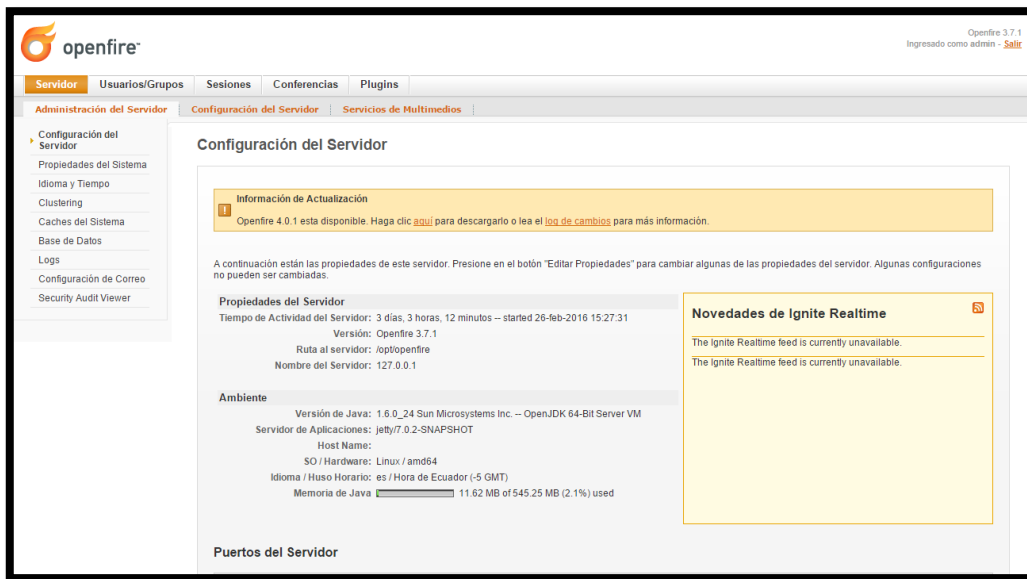 openfire™
Openfire 3.7.1
Ingresado como admin - Salir
Servidor Usuarios/Grupos Sesiones Conferencias Plugins
Administración del Servidor Configuración del Servidor Servicios de Multimedios
Configuración del
Servidor
Propiedades del Sistema
Idioma y Tiempo
Clustering
Caches del Sistema
Base de Datos
Logs
Configuración de Correo
Security Audit Viewer
Configuración del Servidor
Información de Actualización
Openfire 4.0.1 esta disponible. Haga clic aquí para descargarlo o lea el log de cambios para más información.
A continuación están las propiedades de este servidor. Presione en el botón "Editar Propiedades" para cambiar algunas de las propiedades del servidor. Algunas configuraciones
no pueden ser cambiadas.
Propiedades del Servidor
Tiempo de Actividad del Servidor: 3 días, 3 horas, 12 minutos -- started 26-feb-2016 15:27:31
Versión: Openfire 3.7.1
Ruta al servidor: /opt/openfire
Nombre del Servidor: 127.0.0.1
Ambiente
Versión de Java: 1.6.0_24 Sun Microsystems Inc. -- OpenJDK 64-Bit Server VM
Servidor de Aplicaciones: jetty/7.0.2-SNAPSHOT
Host Name:
SO / Hardware: Linux / amd64
Idioma / Huso Horario: es / Hora de Ecuador (-5 GMT)
Memoria de Java 11.62 MB of 545.25 MB (2.1%) used
Novedades de Ignite Realtime
The Ignite Realtime feed is currently unavailable.
The Ignite Realtime feed is currently unavailable.
Puertos del Servidor